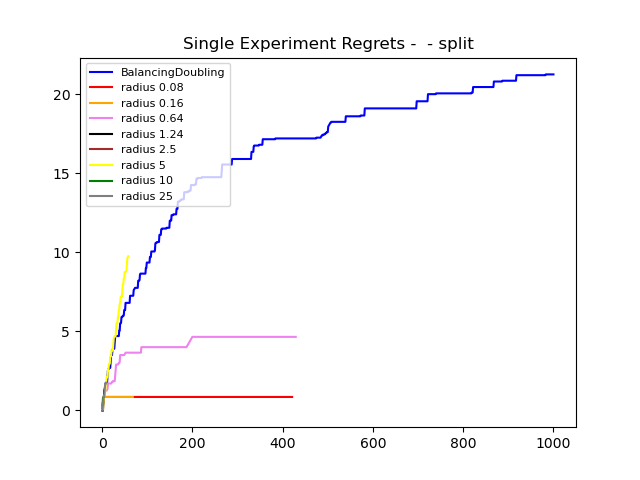 Single Experiment Regrets -  - split
BalancingDoubling
radius 0.08
radius 0.16
radius 0.64
radius 1.24
radius 2.5
radius 5
radius 10
radius 25
20
15
10
5
0
0 200 400 600 800 1000